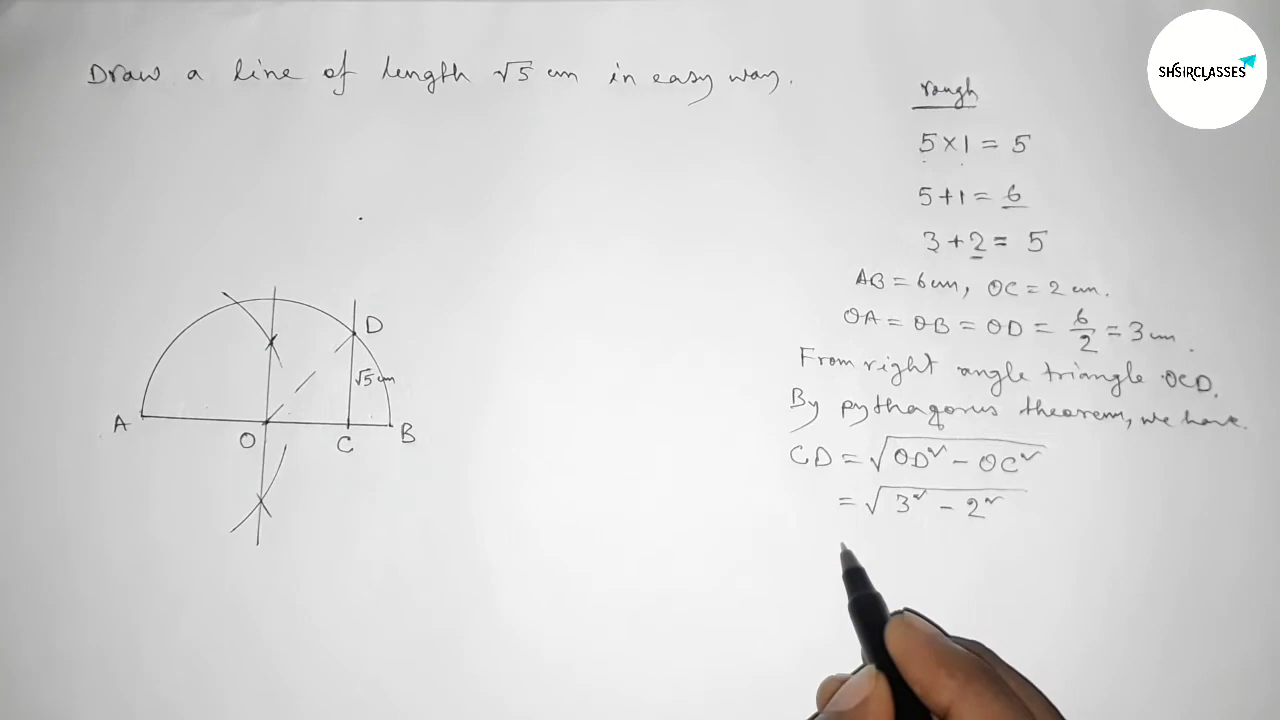 Draw a line of length √5 cm in easy way.
SHSIRCLASSES
rough
5×1 = 5
5+1 = 6
3+2 = 5
AB = 6cm, OC = 2 cm.
OA = OB = OD = 6/2 = 3 cm.
From right angle triangle OCD.
By pythagorus theorem, we have.
CD = √OD² − OC²
= √3² − 2²
D
√5 cm
A
O
C
B